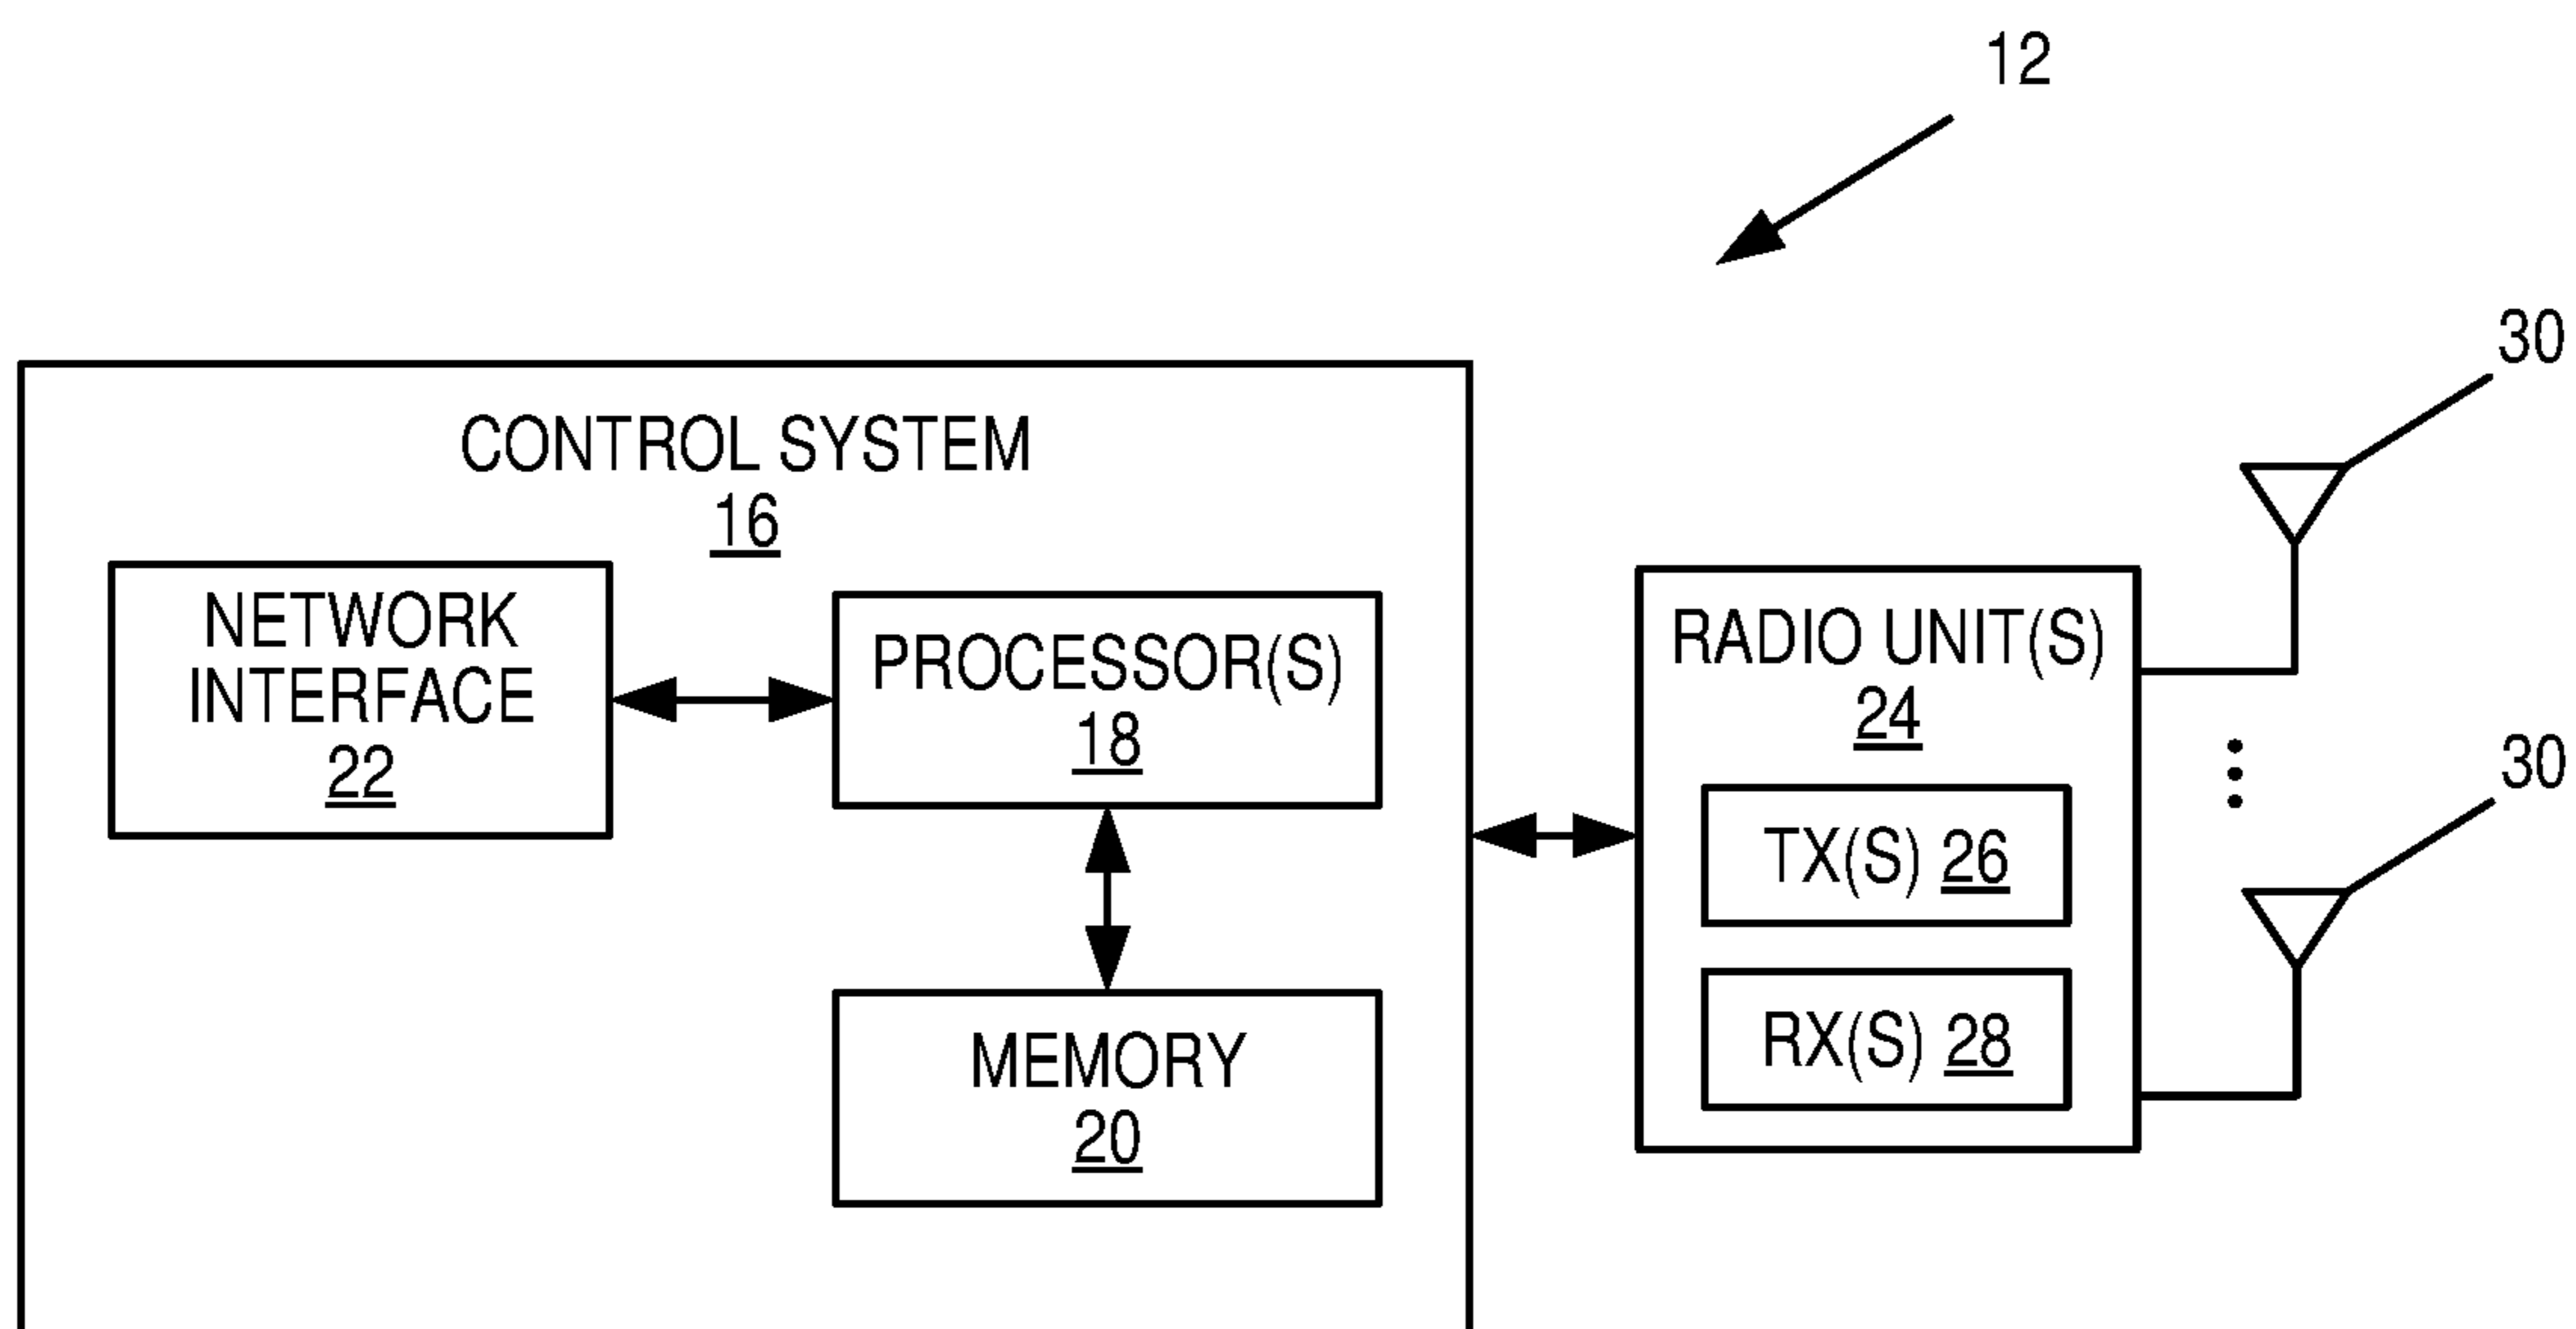 12
30
CONTROL SYSTEM
16
NETWORK
INTERFACE
22
PROCESSOR(S)
18
MEMORY
20
RADIO UNIT(S)
24
TX(S) 26
RX(S) 28
30